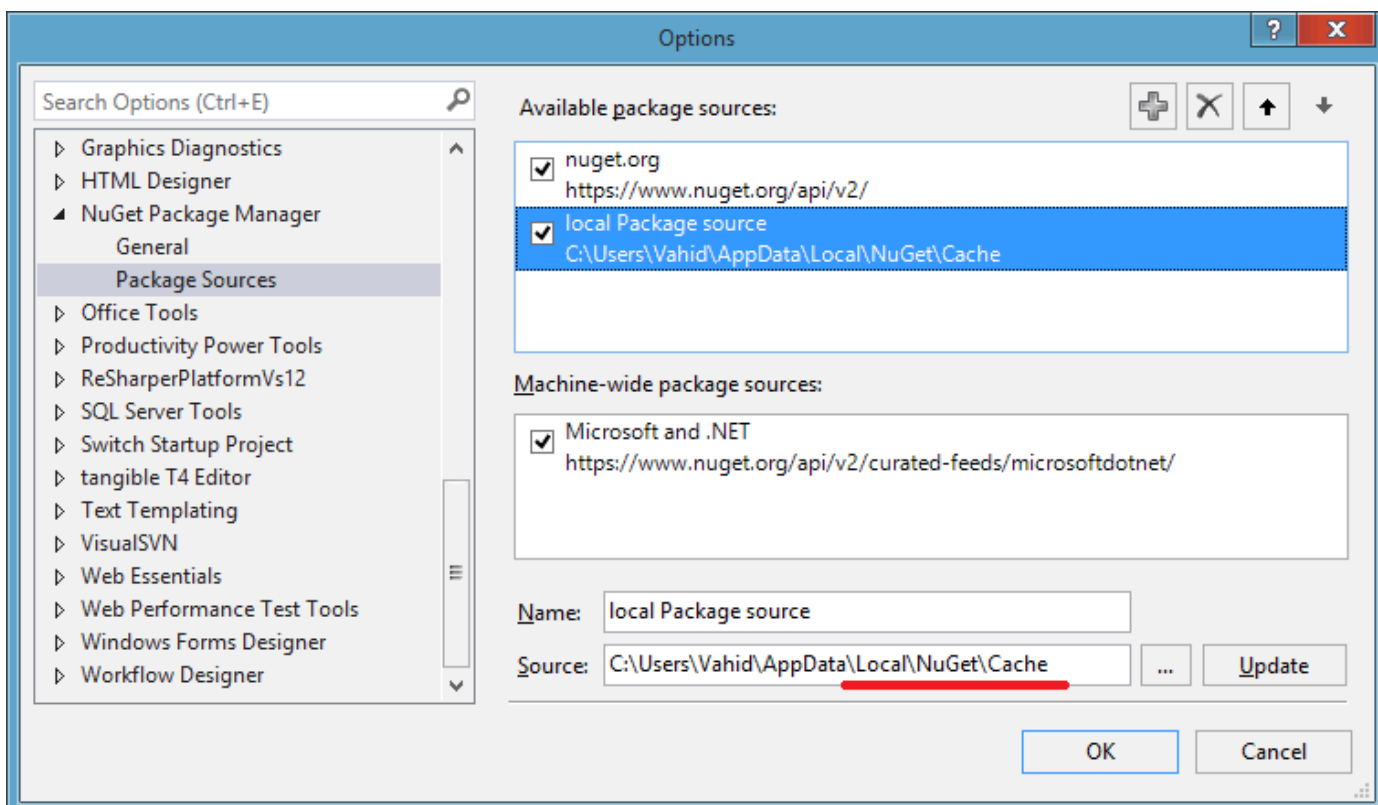 Options
?
x
Search Options (Ctrl+E)
Graphics Diagnostics
HTML Designer
NuGet Package Manager
General
Package Sources
Office Tools
Productivity Power Tools
ReSharperPlatformVs12
SQL Server Tools
Switch Startup Project
tangible T4 Editor
Text Templating
VisualSVN
Web Essentials
Web Performance Test Tools
Windows Forms Designer
Workflow Designer
Available package sources:
nuget.org
https://www.nuget.org/api/v2/
local Package source
C:\Users\Vahid\AppData\Local\NuGet\Cache
Machine-wide package sources:
Microsoft and .NET
https://www.nuget.org/api/v2/curated-feeds/microsoftdotnet/
Name: local Package source
Source: C:\Users\Vahid\AppData\Local\NuGet\Cache ... Update
OK Cancel